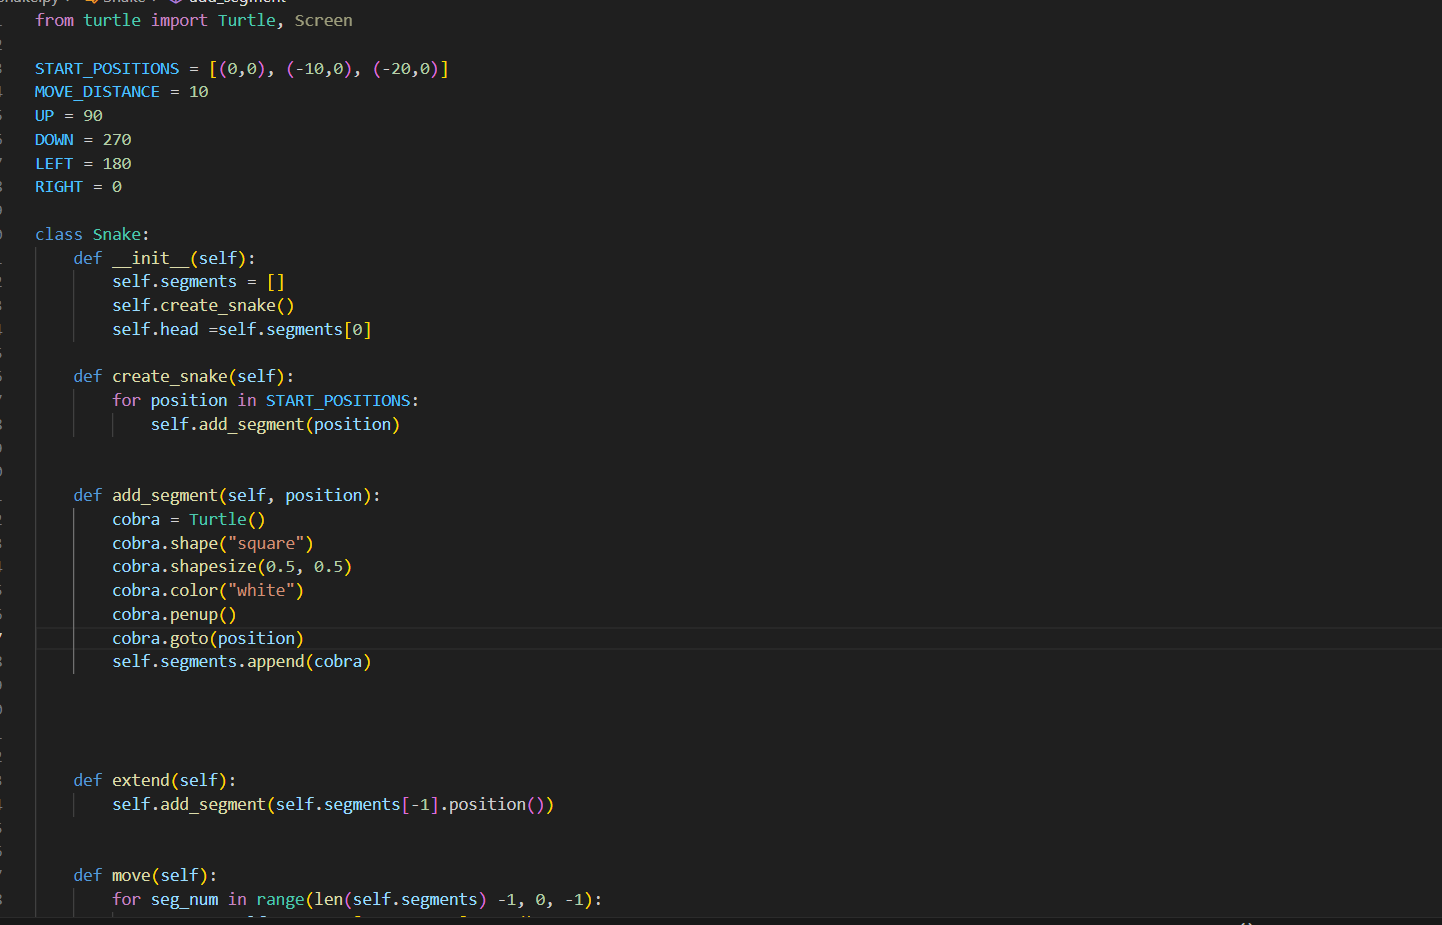 from turtle import Turtle, Screen
START_POSITIONS = [(0,0), (-10,0), (-20,0)]
MOVE_DISTANCE = 10
UP = 90
DOWN = 270
LEFT = 180
RIGHT = 0
class Snake:
def __init__(self):
self.segments = []
self.create_snake()
self.head =self.segments[0]
def create_snake(self):
for position in START_POSITIONS:
self.add_segment(position)
def add_segment(self, position):
cobra = Turtle()
cobra.shape("square")
cobra.shapesize(0.5, 0.5)
cobra.color("white")
cobra.penup()
cobra.goto(position)
self.segments.append(cobra)
def extend(self):
self.add_segment(self.segments[-1].position())
def move(self):
for seg_num in range(len(self.segments) -1, 0, -1):